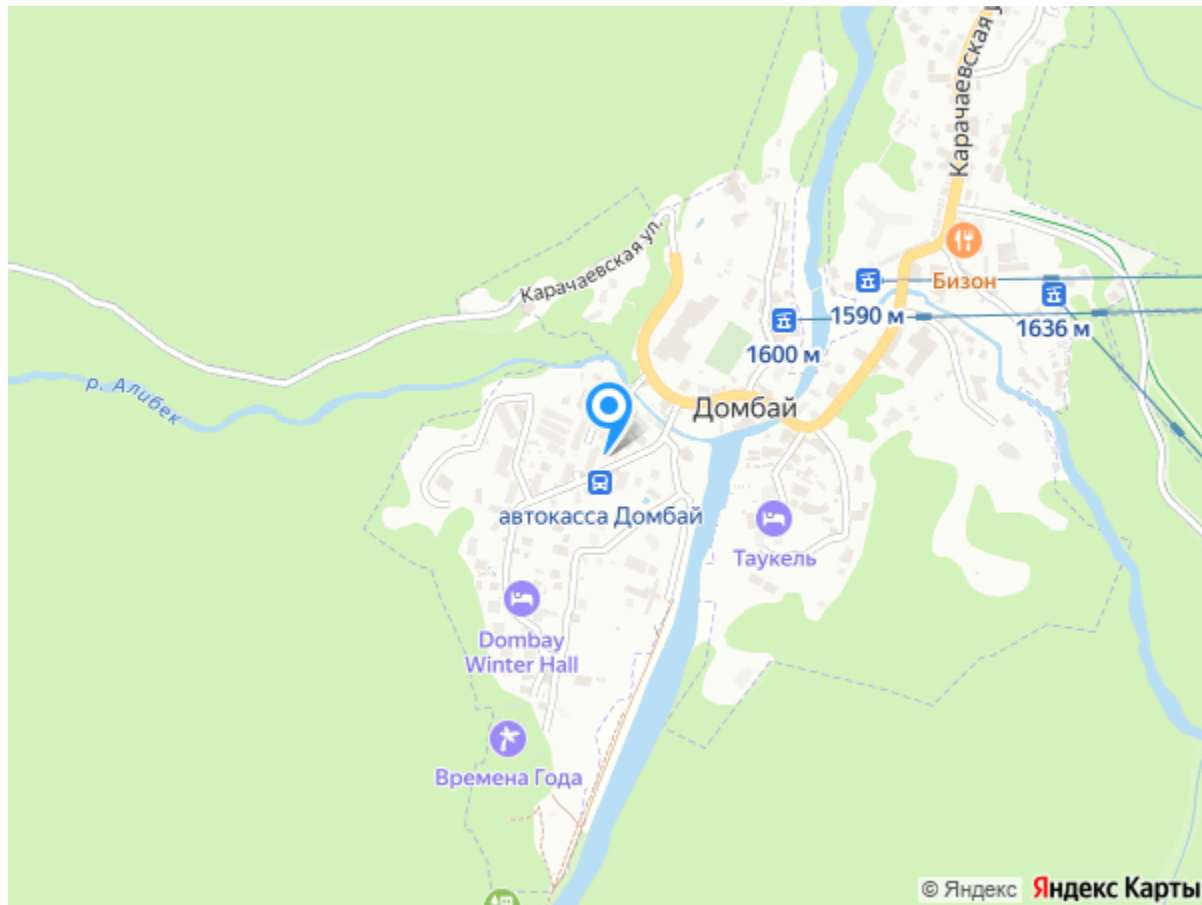 Карачаевская у
Карачаевская ул.
Бизон
1590 м
1636 м
1600 м
р. Алибек
Домбай
автокасса Домбай
Таукель
Dombay
Winter Hall
Времена Года
© Яндекс Яндекс Карты